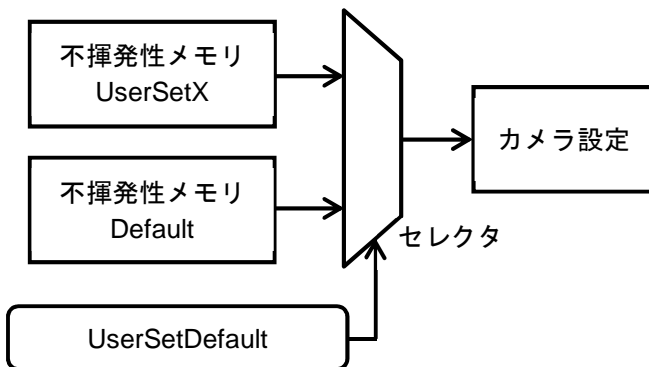 不揮発性メモリ
UserSetX
カメラ設定
不揮発性メモリ
Default
セレクタ
UserSetDefault